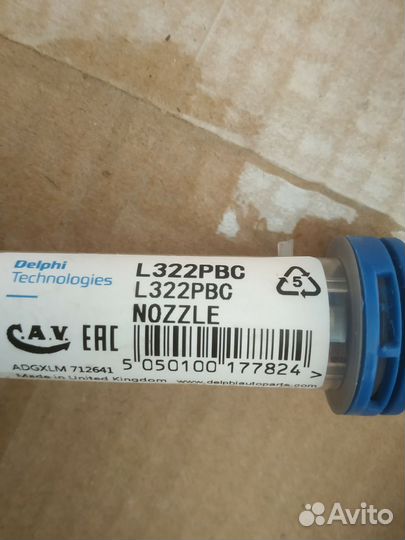 Delphi
Technologies
L322PBC
L322PBC
NOZZLE
5
C.A.V. EAC
5 050100 177824 >
ADGXLM 712641
Made in United Kingdom www.delphiautoparts.com
Avito